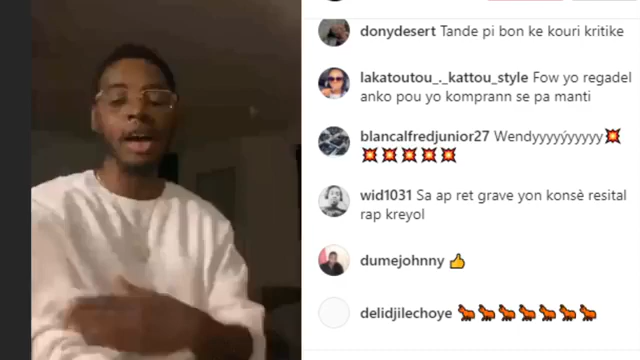 donydesert Tande pi bon ke kouri kritike
lakatoutou_._kattou_style Fow yo regadel
anko pou yo komprann se pa manti
blancalfredjunior27 Wendyyyyýyyyyy💥
💥💥💥💥💥
wid1031 Sa ap ret grave yon konsè resital
rap kreyol
dumejohnny 👍
delidjilechoye 🐂🐂🐂🐂🐂🐂🐂